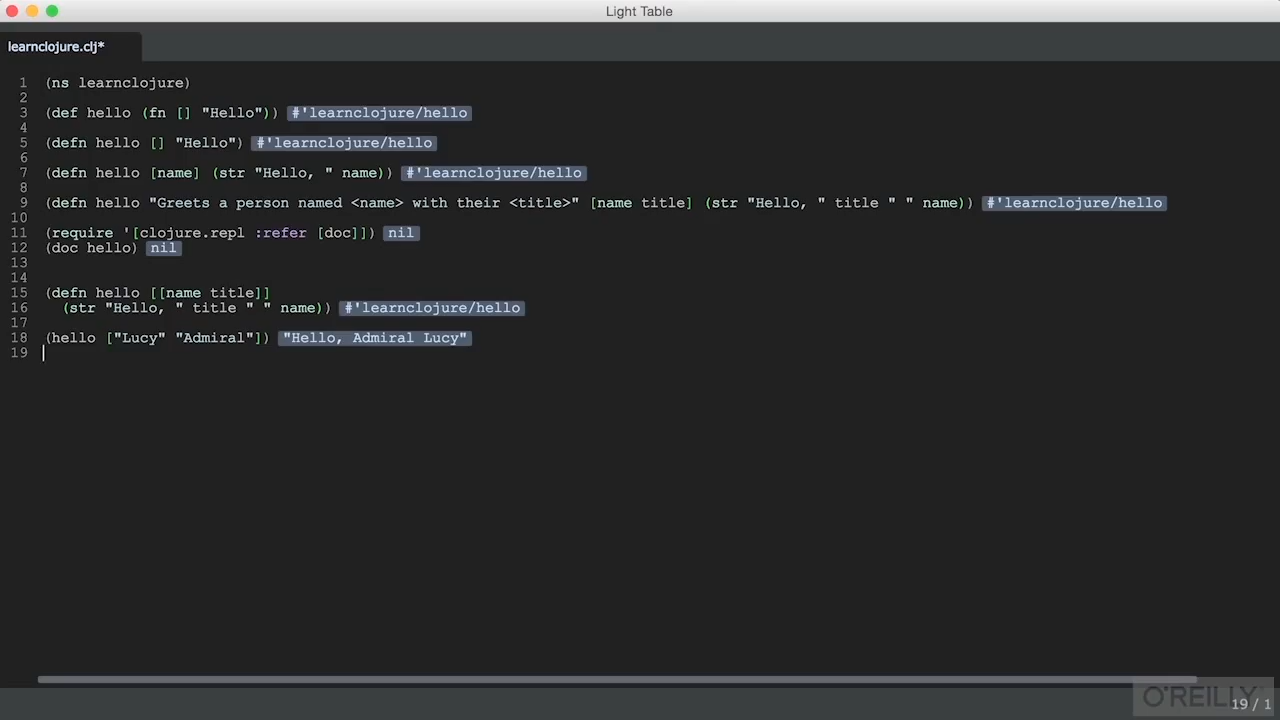 Light Table
learnclojure.clj*
1 (ns learnclojure)
2
3 (def hello (fn [] "Hello")) #'learnclojure/hello
4
5 (defn hello [] "Hello") #'learnclojure/hello
6
7 (defn hello [name] (str "Hello, " name)) #'learnclojure/hello
8
9 (defn hello "Greets a person named <name> with their <title>" [name title] (str "Hello, " title " " name)) #'learnclojure/hello
10
11 (require '[clojure.repl :refer [doc]]) nil
12 (doc hello) nil
13
14
15 (defn hello [[name title]]
16   (str "Hello, " title " " name)) #'learnclojure/hello
17
18 (hello ["Lucy" "Admiral"]) "Hello, Admiral Lucy"
19
O'REILLY
19 / 1